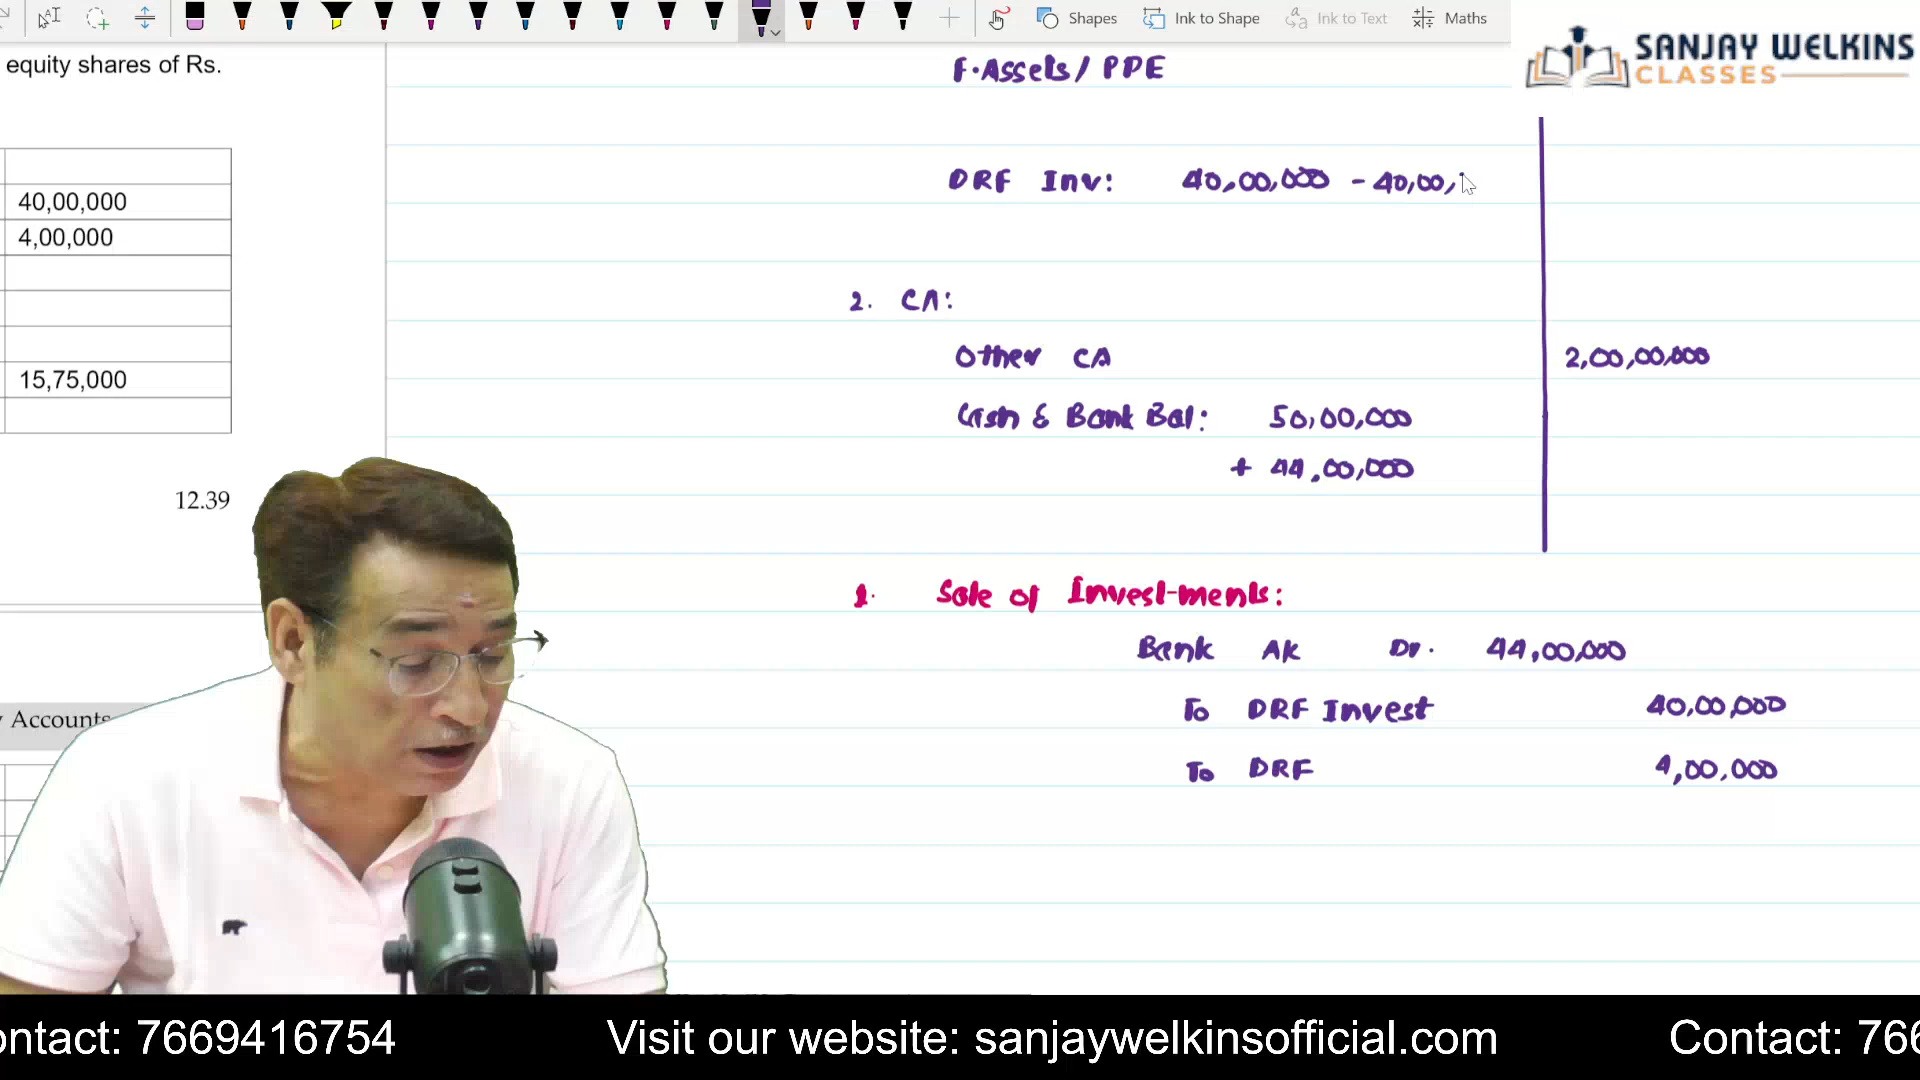 Shapes Ink to Shape Ink to Text Maths
SANJAY WELKINS
CLASSES
equity shares of Rs.
40,00,000
4,00,000
15,75,000
12.39
Accounts
F.Assets / PPE
DRF Inv: 40,00,000 - 40,00,
2. CA:
Other CA 2,00,00,000
Cash & Bank Bal: 50,00,000
+ 44,00,000
1. Sale of Invest-ments:
Bank A/c Dr. 44,00,000
To DRF Invest 40,00,000
To DRF 4,00,000
ontact: 7669416754 Visit our website: sanjaywelkinsofficial.com Contact: 766